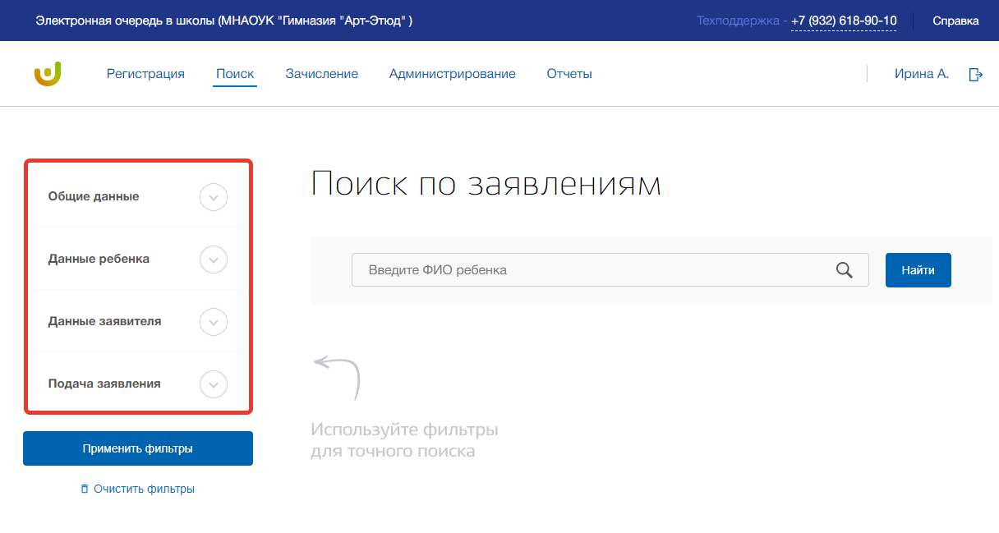 Электронная очередь в школы (МНАОУК "Гимназия "Арт-Этюд" )
Техподдержка - +7 (932) 618-90-10
Справка
Регистрация
Поиск
Зачисление
Администрирование
Отчеты
Ирина А.
Общие данные
Данные ребенка
Данные заявителя
Подача заявления
Применить фильтры
Очистить фильтры
Поиск по заявлениям
Введите ФИО ребенка
Найти
Используйте фильтры
для точного поиска